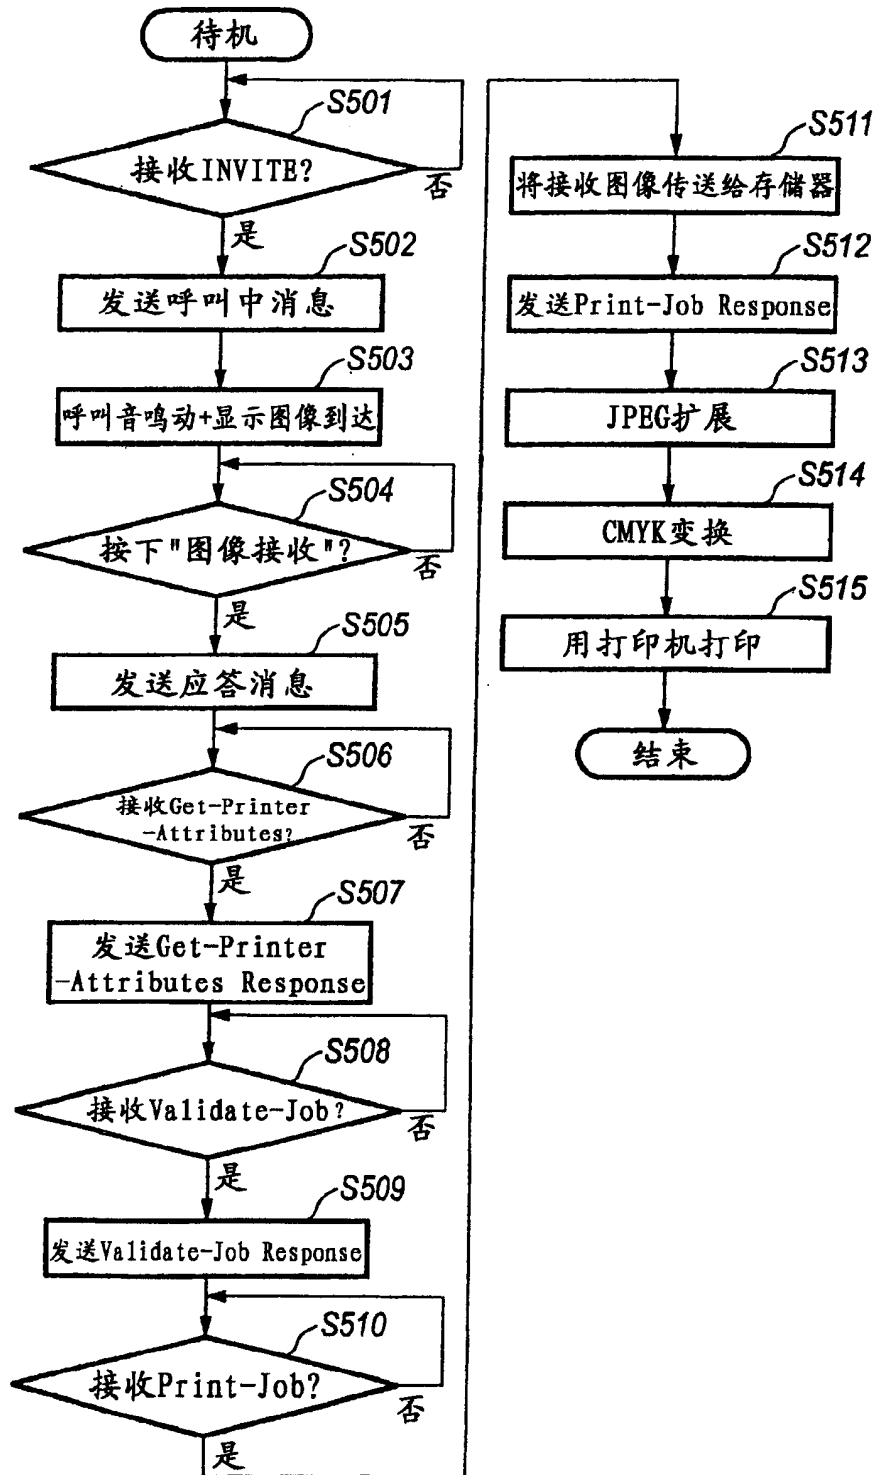 待机
S501
接收INVITE?
否
是
S502
发送呼叫中消息
S503
呼叫音鸣动+显示图像到达
S504
按下"图像接收"?
否
是
S505
发送应答消息
S506
接收Get-Printer
-Attributes?
否
是
S507
发送Get-Printer
-Attributes Response
S508
接收Validate-Job?
否
是
S509
发送Validate-Job Response
S510
接收Print-Job?
否
是
S511
将接收图像传送给存储器
S512
发送Print-Job Response
S513
JPEG扩展
S514
CMYK变换
S515
用打印机打印
结束